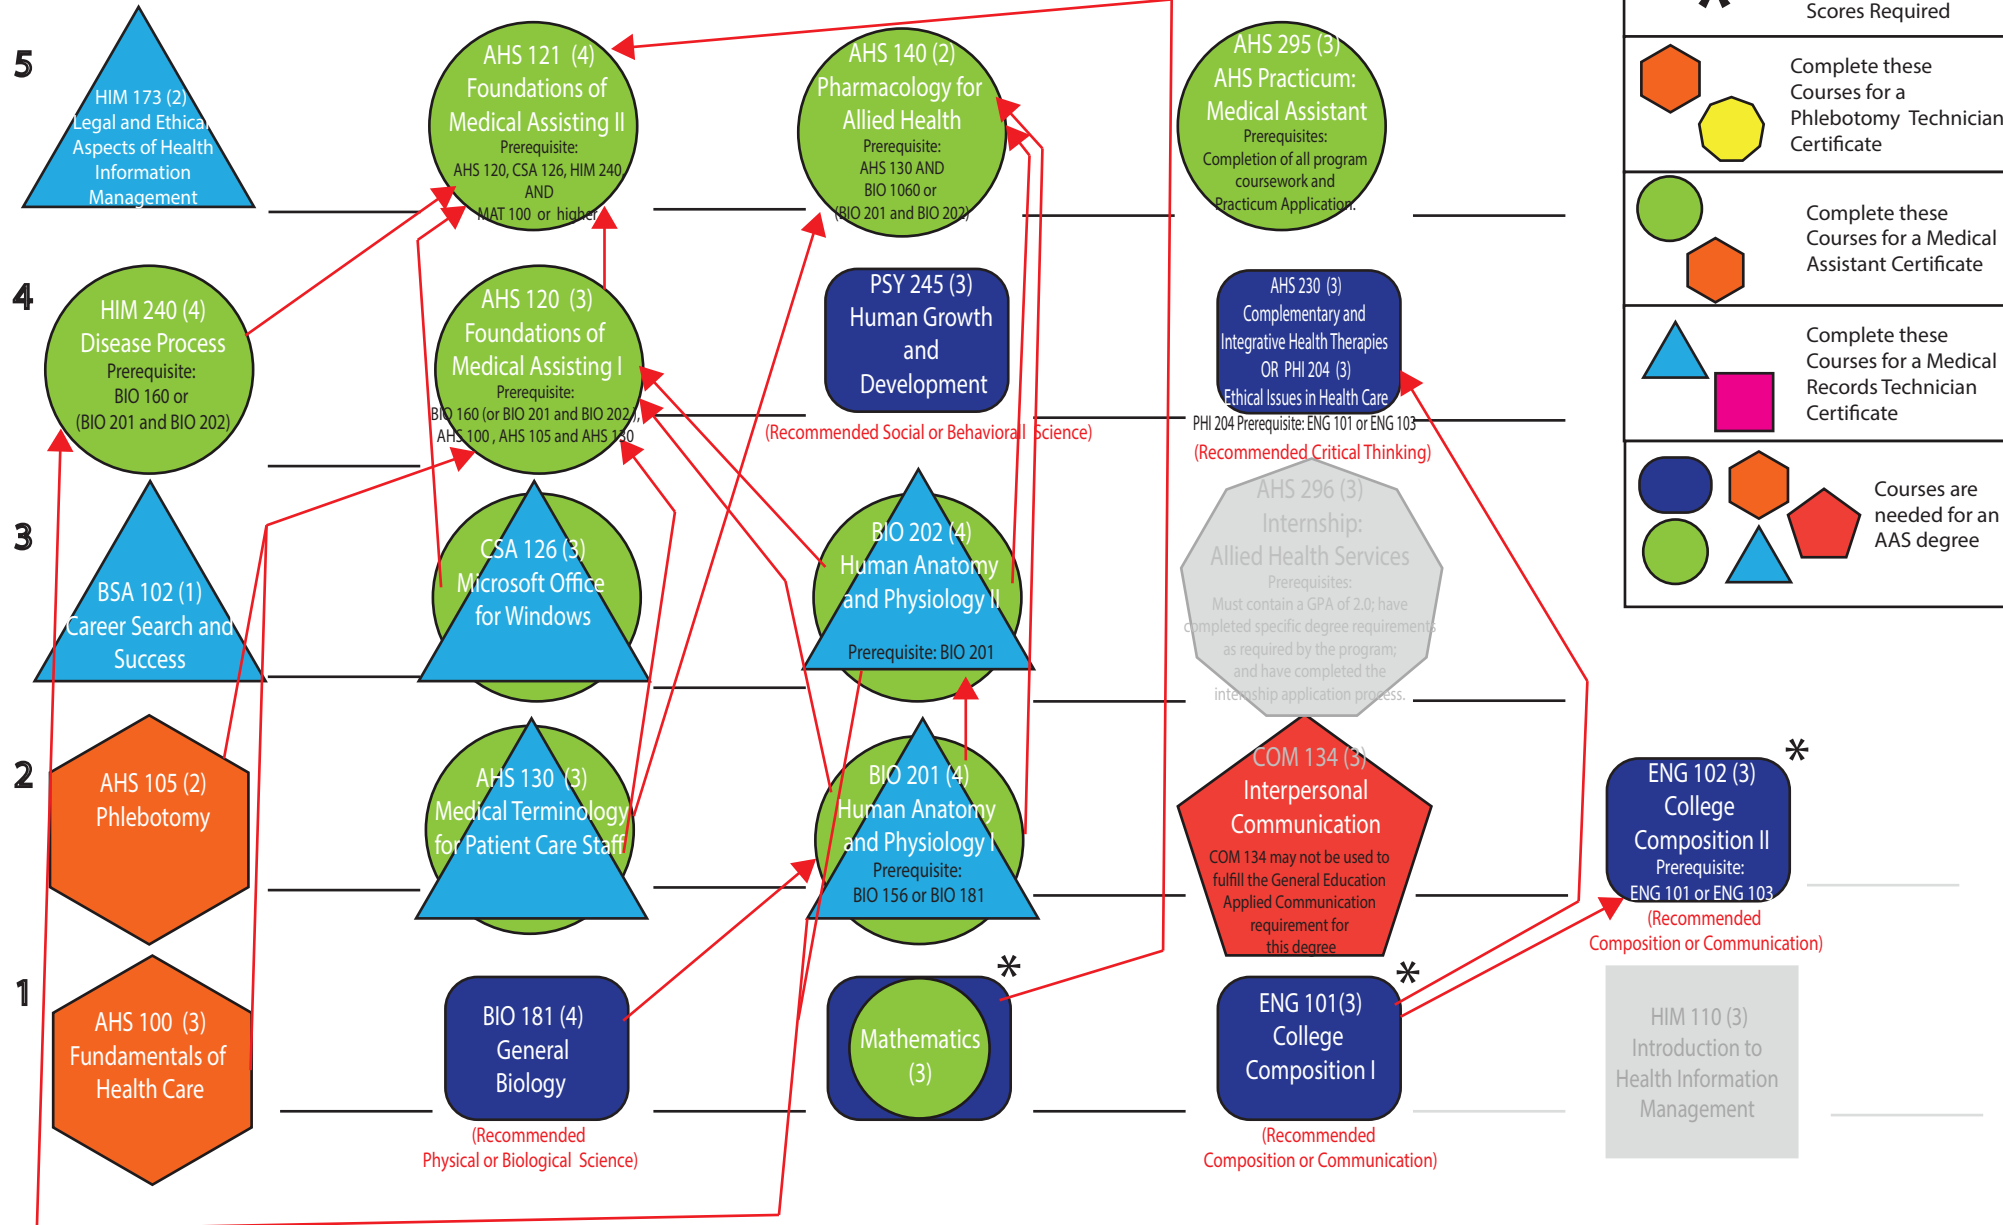 5
HIM 173 (2)
Legal and Ethical
Aspects of Health
Information
Management
AHS 121 (4)
Foundations of
Medical Assisting II
Prerequisite:
AHS 120, CSA 126, HIM 240,
AND
MAT 100 or higher
AHS 140 (2)
Pharmacology for
Allied Health
Prerequisite:
AHS 130 AND
BIO 1060 or
(BIO 201 and BIO 202)
AHS 295 (3)
AHS Practicum:
Medical Assistant
Prerequisites:
Completion of all program
coursework and
Practicum Application.
4
HIM 240 (4)
Disease Process
Prerequisite:
BIO 160 or
(BIO 201 and BIO 202)
AHS 120 (3)
Foundations of
Medical Assisting I
Prerequisite:
BIO 160 (or BIO 201 and BIO 202),
AHS 100 , AHS 105 and AHS 130
PSY 245 (3)
Human Growth
and
Development
(Recommended Social or Behaviorall Science)
AHS 230 (3)
Complementary and
Integrative Health Therapies
OR PHI 204 (3)
Ethical Issues in Health Care
PHI 204 Prerequisite: ENG 101 or ENG 103
(Recommended Critical Thinking)
3
BSA 102 (1)
Career Search and
Success
CSA 126 (3)
Microsoft Office
for Windows
BIO 202 (4)
Human Anatomy
and Physiology II
Prerequisite: BIO 201
AHS 296 (3)
Internship:
Allied Health Services
Prerequisites:
Must contain a GPA of 2.0; have
completed specific degree requirements
as required by the program;
and have completed the
internship application process.
2
AHS 105 (2)
Phlebotomy
AHS 130 (3)
Medical Terminology
for Patient Care Staff
BIO 201 (4)
Human Anatomy
and Physiology I
Prerequisite:
BIO 156 or BIO 181
COM 134 (3)
Interpersonal
Communication
COM 134 may not be used to
fulfill the General Education
Applied Communication
requirement for
this degree
*
ENG 102 (3)
College
Composition II
Prerequisite:
ENG 101 or ENG 103
(Recommended
Composition or Communication)
1
AHS 100 (3)
Fundamentals of
Health Care
BIO 181 (4)
General
Biology
(Recommended
Physical or Biological Science)
*
Mathematics
(3)
*
ENG 101(3)
College
Composition I
(Recommended
Composition or Communication)
HIM 110 (3)
Introduction to
Health Information
Management
*
Scores Required
Complete these
Courses for a
Phlebotomy Technician
Certificate
Complete these
Courses for a Medical
Assistant Certificate
Complete these
Courses for a Medical
Records Technician
Certificate
Courses are
needed for an
AAS degree